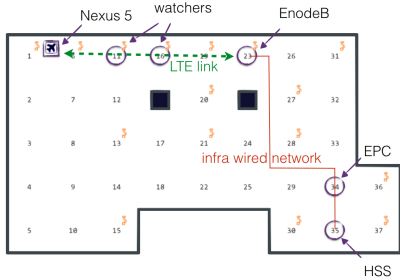 Nexus 5
watchers
EnodeB
1 6 11 16 23 26 31
LTE link
2 7 12 20 27 32
3 8 13 17 21 24 28 33
infra wired network
EPC
4 9 14 18 22 25 29 34 36
5 10 15 30 35 37
HSS